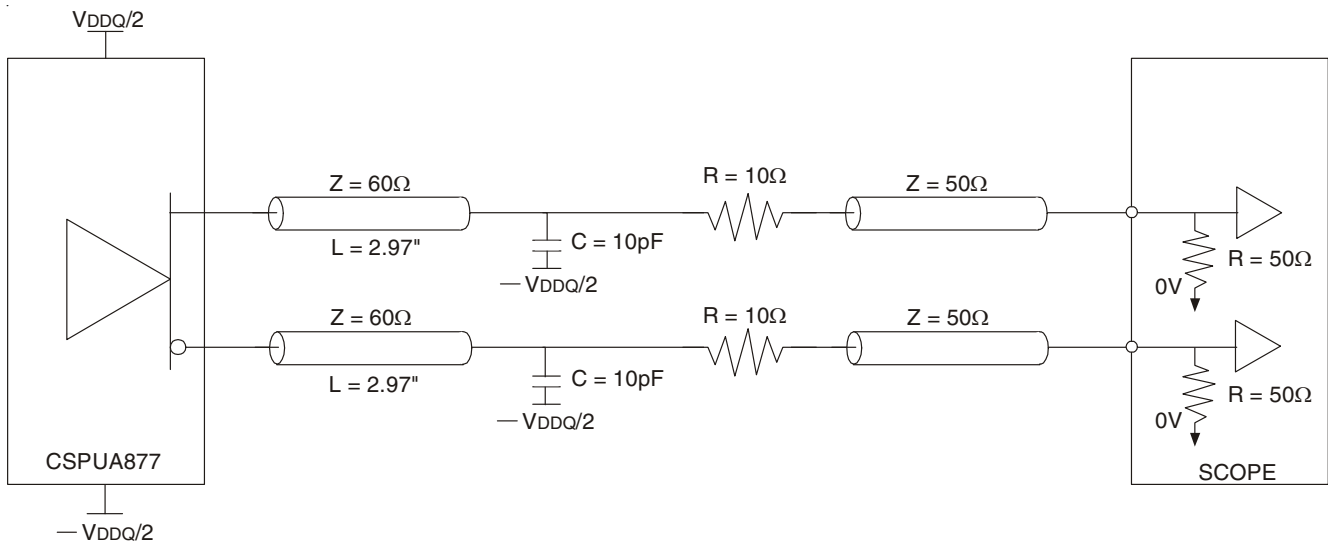 VDDQ/2
Z = 60Ω
R = 10Ω
Z = 50Ω
L = 2.97"
C = 10pF
R = 50Ω
0V
– VDDQ/2
Z = 60Ω
R = 10Ω
Z = 50Ω
L = 2.97"
C = 10pF
R = 50Ω
0V
– VDDQ/2
CSPUA877
SCOPE
– VDDQ/2